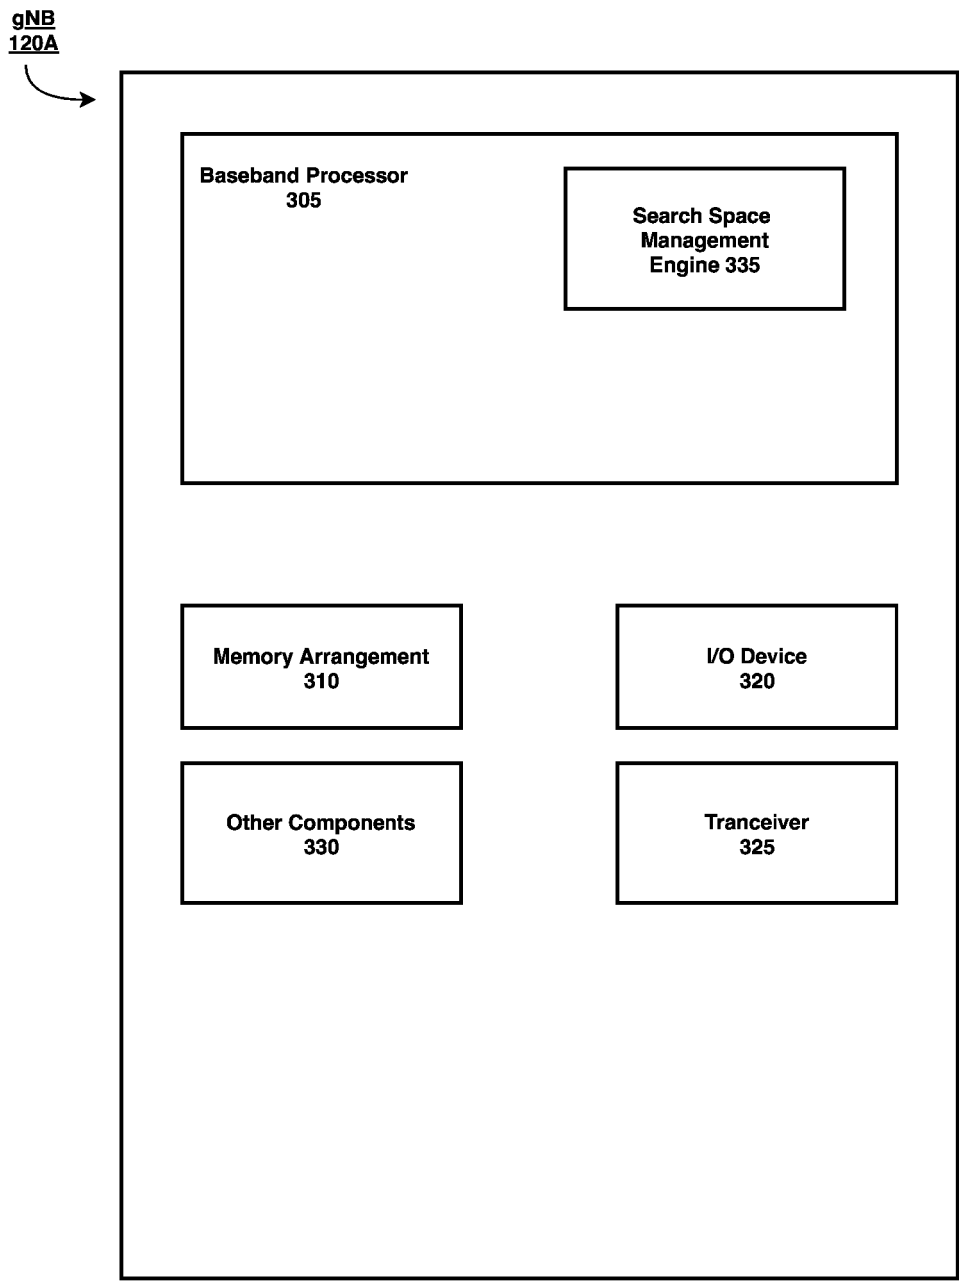 gNB
120A
Baseband Processor
305
Search Space
Management
Engine 335
Memory Arrangement
310
I/O Device
320
Other Components
330
Tranceiver
325